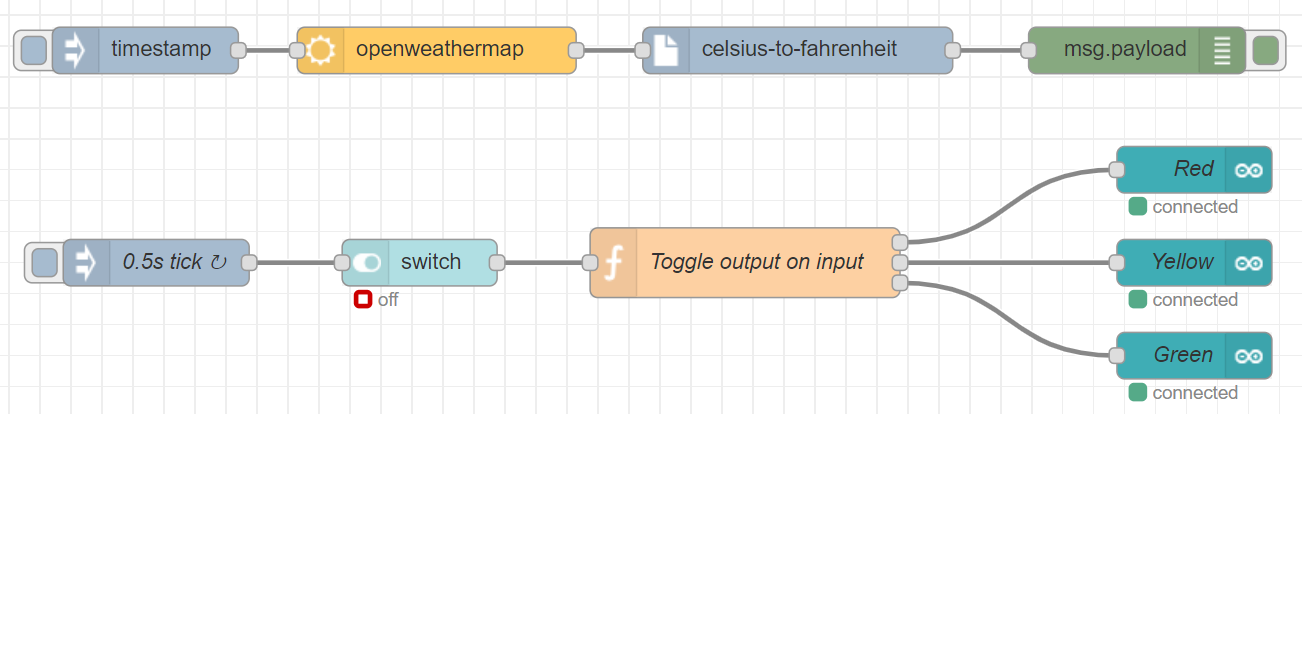 timestamp
openweathermap
celsius-to-fahrenheit
msg.payload
Red
connected
0.5s tick ↻
switch
off
Toggle output on input
Yellow
connected
Green
connected